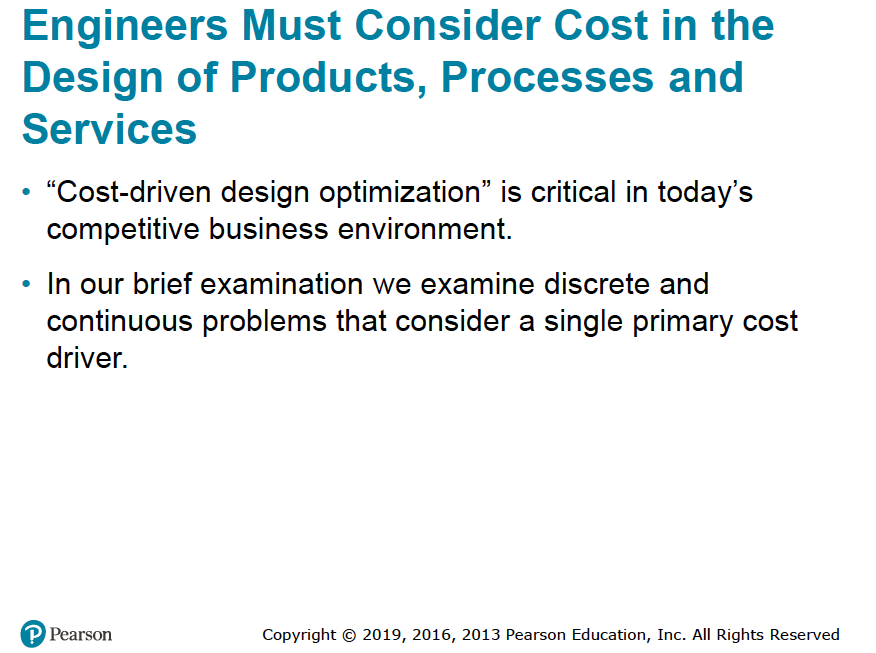 Engineers Must Consider Cost in the
Design of Products, Processes and
Services
• “Cost-driven design optimization” is critical in today’s
competitive business environment.
• In our brief examination we examine discrete and
continuous problems that consider a single primary cost
driver.
Pearson
Copyright © 2019, 2016, 2013 Pearson Education, Inc. All Rights Reserved